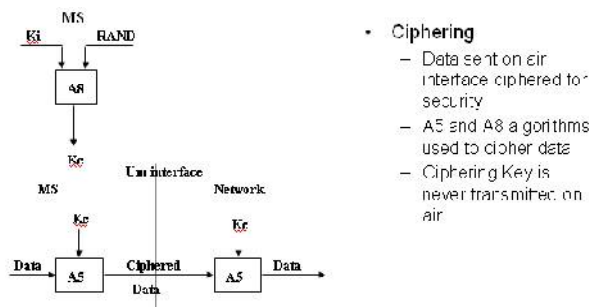 MS
Ki RAND
A8
Kc
Um interface
MS Network
Kc Kc
Data A5 Ciphered A5 Data
Data
• Ciphering
– Data sent on air
interface ciphered for
security
– A5 and A8 algorithms
used to cipher data
– Ciphering Key is
never transmitted on
air